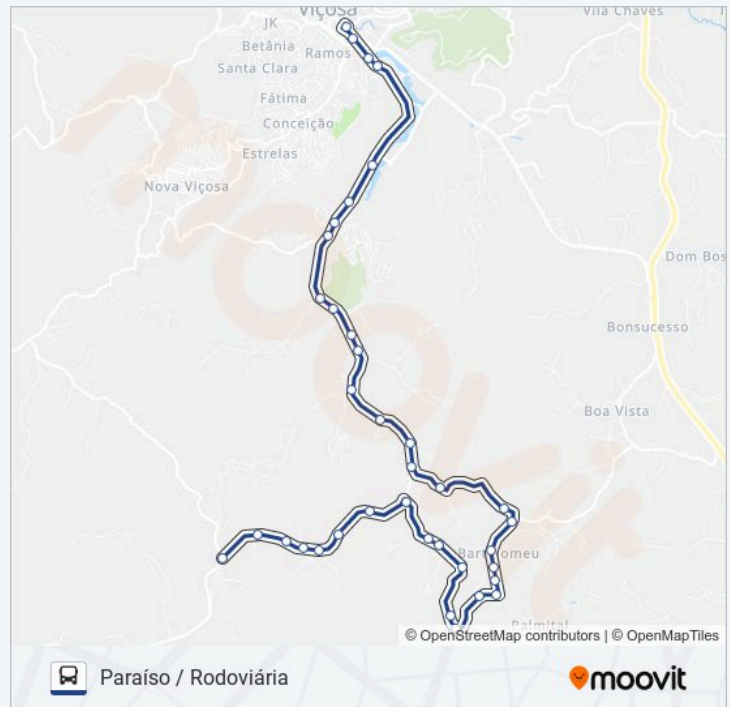 Viçosa
Vila Chaves
JK
Betânia
Ramos
Santa Clara
Fátima
Conceição
Estrelas
Nova Viçosa
Dom Bos
Bonsucesso
Boa Vista
moovit
Palmital
© OpenStreetMap contributors | © OpenMapTiles
Paraíso / Rodoviária
moovit